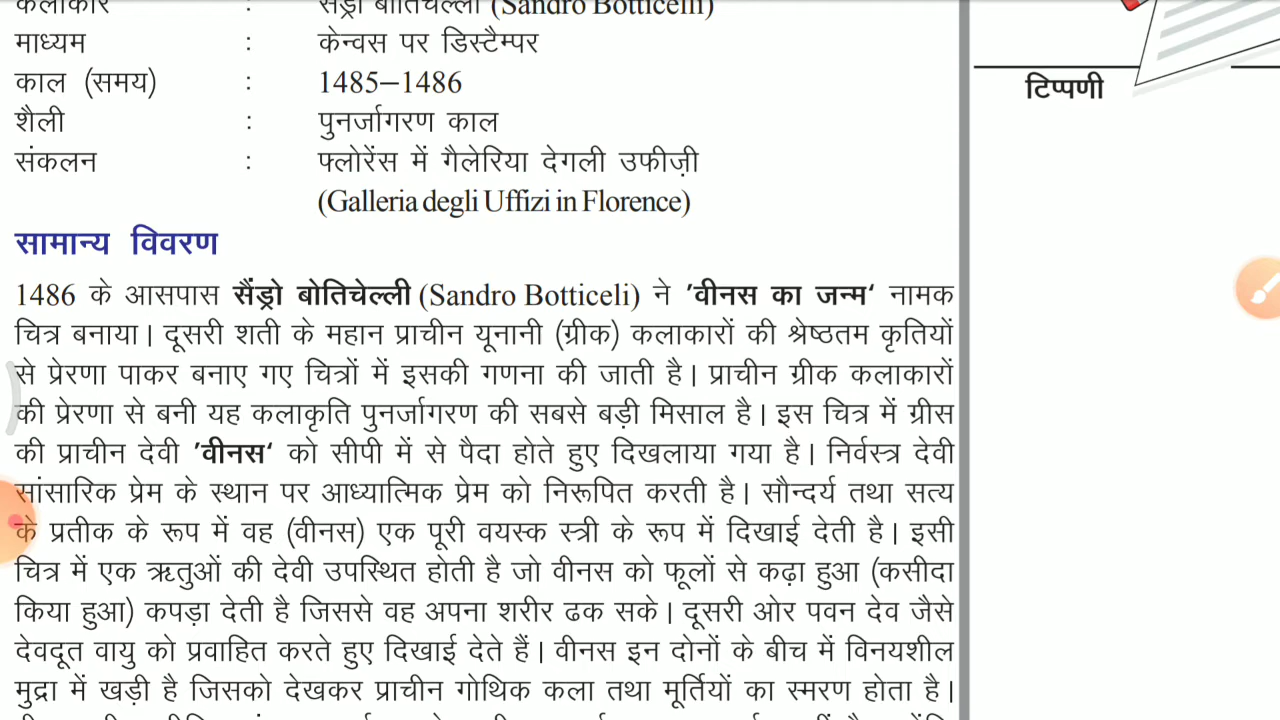 कलाकार : सैंड्रो बोतिचेल्ली (Sandro Botticelli)
माध्यम : केन्वस पर डिस्टैम्पर
काल (समय) : 1485–1486
शैली : पुनर्जागरण काल
संकलन : फ्लोरेंस में गैलेरिया देगली उफीज़ी
(Galleria degli Uffizi in Florence)
टिप्पणी
सामान्य विवरण
1486 के आसपास सैंड्रो बोतिचेल्ली (Sandro Botticeli) ने ’वीनस का जन्म‘ नामक
चित्र बनाया। दूसरी शती के महान प्राचीन यूनानी (ग्रीक) कलाकारों की श्रेष्ठतम कृतियों
से प्रेरणा पाकर बनाए गए चित्रों में इसकी गणना की जाती है। प्राचीन ग्रीक कलाकारों
की प्रेरणा से बनी यह कलाकृति पुनर्जागरण की सबसे बड़ी मिसाल है। इस चित्र में ग्रीस
की प्राचीन देवी ’वीनस‘ को सीपी में से पैदा होते हुए दिखलाया गया है। निर्वस्त्र देवी
सांसारिक प्रेम के स्थान पर आध्यात्मिक प्रेम को निरूपित करती है। सौन्दर्य तथा सत्य
के प्रतीक के रूप में वह (वीनस) एक पूरी वयस्क स्त्री के रूप में दिखाई देती है। इसी
चित्र में एक ऋतुओं की देवी उपस्थित होती है जो वीनस को फूलों से कढ़ा हुआ (कसीदा
किया हुआ) कपड़ा देती है जिससे वह अपना शरीर ढक सके। दूसरी ओर पवन देव जैसे
देवदूत वायु को प्रवाहित करते हुए दिखाई देते हैं। वीनस इन दोनों के बीच में विनयशील
मुद्रा में खड़ी है जिसको देखकर प्राचीन गोथिक कला तथा मूर्तियों का स्मरण होता है।